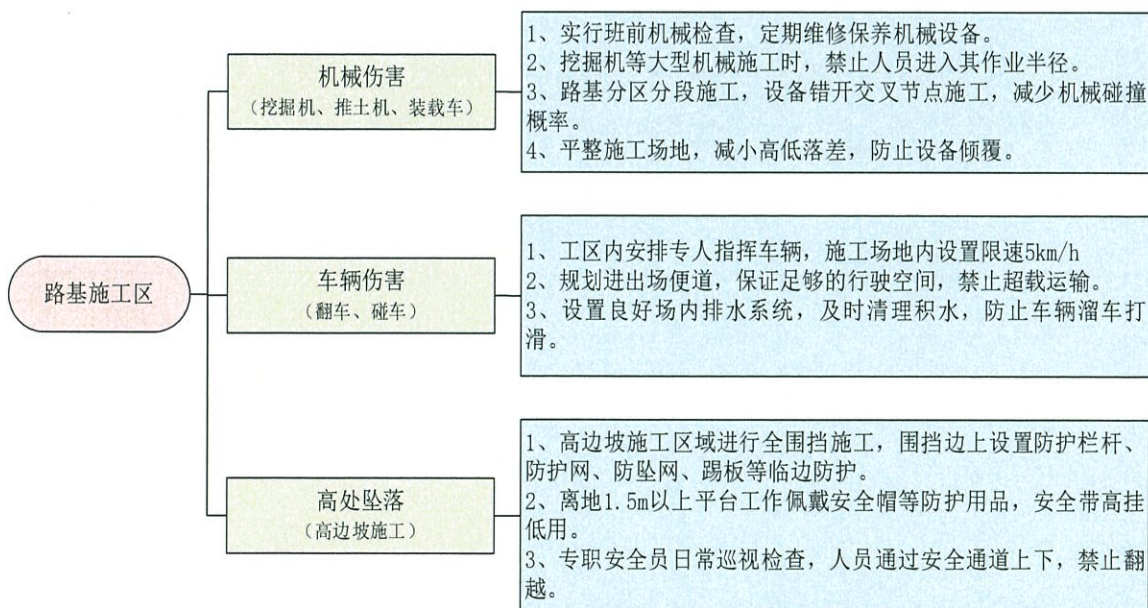 路基施工区
机械伤害
（挖掘机、推土机、装载车）
1、实行班前机械检查，定期维修保养机械设备。
2、挖掘机等大型机械施工时，禁止人员进入其作业半径。
3、路基分区分段施工，设备错开交叉节点施工，减少机械碰撞
概率。
4、平整施工场地，减小高低落差，防止设备倾覆。
车辆伤害
（翻车、碰车）
1、工区内安排专人指挥车辆，施工场地内设置限速5km/h
2、规划进出场便道，保证足够的行驶空间，禁止超载运输。
3、设置良好场内排水系统，及时清理积水，防止车辆溜车打
滑。
高处坠落
（高边坡施工）
1、高边坡施工区域进行全围挡施工，围挡边上设置防护栏杆、
防护网、防坠网、踢板等临边防护。
2、离地1.5m以上平台工作佩戴安全帽等防护用品，安全带高挂
低用。
3、专职安全员日常巡视检查，人员通过安全通道上下，禁止翻
越。